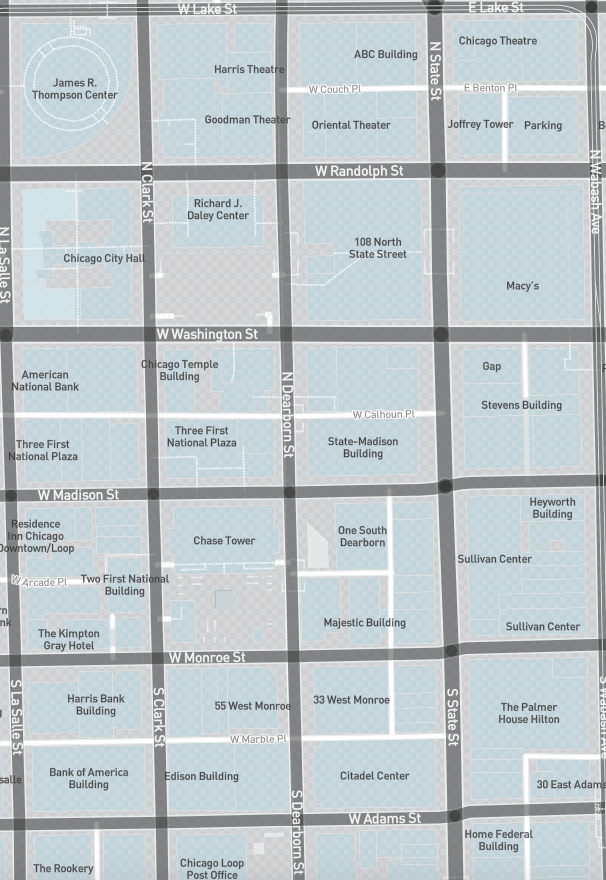 W Lake St
E Lake St
Chicago Theatre
ABC Building
N State St
Harris Theatre
James R.
Thompson Center
W Couch Pl
E Benton Pl
Goodman Theater
Oriental Theater
Joffrey Tower
Parking
W Randolph St
N Clark St
N Wabash Ave
Richard J.
Daley Center
N La Salle St
108 North
State Street
Chicago City Hall
Macy's
W Washington St
Chicago Temple
Building
Gap
American
National Bank
N Dearborn St
Stevens Building
W Calhoun Pl
Three First
National Plaza
Three First
National Plaza
State-Madison
Building
W Madison St
Heyworth
Building
Residence
Inn Chicago
Downtown/Loop
One South
Dearborn
Chase Tower
Sullivan Center
W Arcade Pl
Two First National
Building
Majestic Building
Sullivan Center
The Kimpton
Gray Hotel
W Monroe St
S La Salle St
S Clark St
S State St
S Wabash Ave
Harris Bank
Building
55 West Monroe
33 West Monroe
The Palmer
House Hilton
W Marble Pl
Bank of America
Building
Edison Building
Citadel Center
30 East Adams
S Dearborn St
W Adams St
Home Federal
Building
The Rookery
Chicago Loop
Post Office